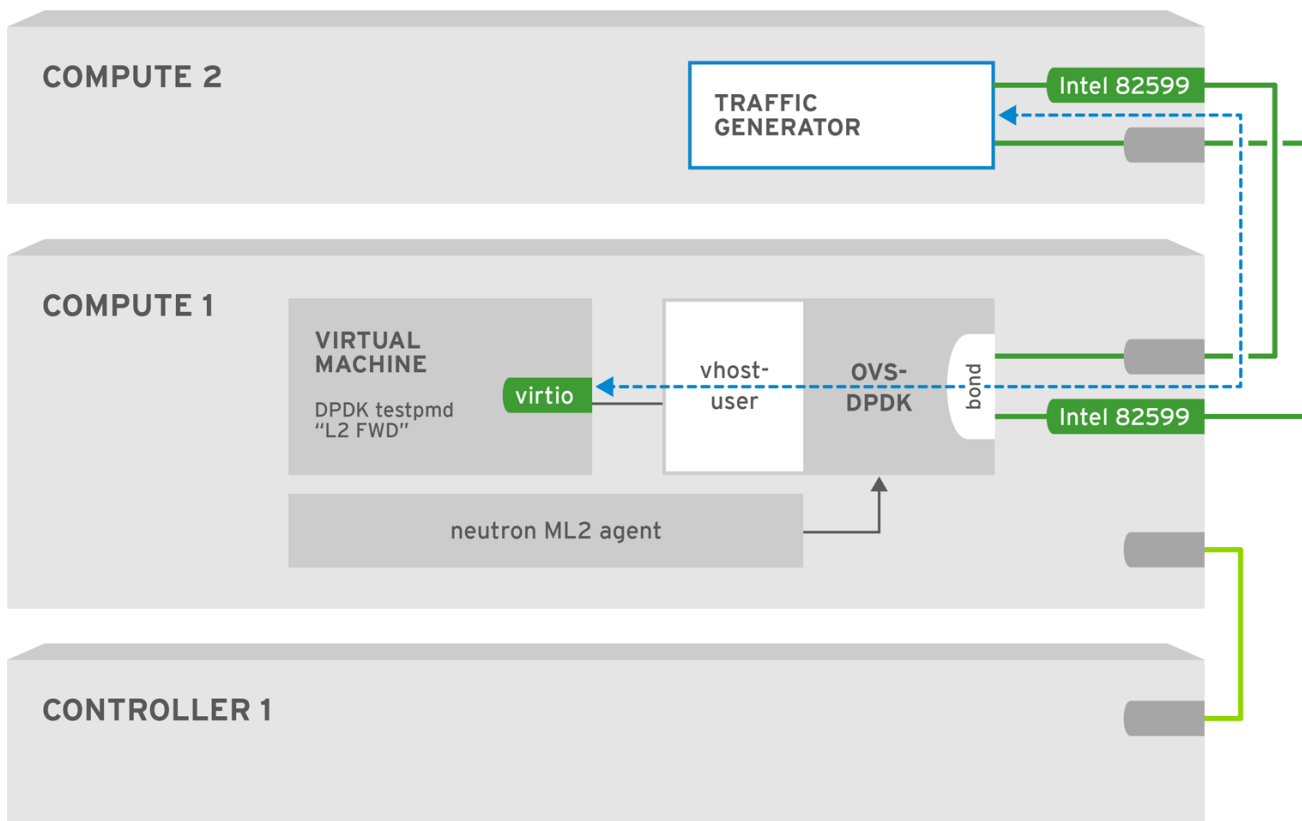 COMPUTE 2
TRAFFIC
GENERATOR
Intel 82599
COMPUTE 1
VIRTUAL
MACHINE
DPDK testpmd
“L2 FWD”
virtio
vhost-
user
OVS-
DPDK
bond
Intel 82599
neutron ML2 agent
CONTROLLER 1